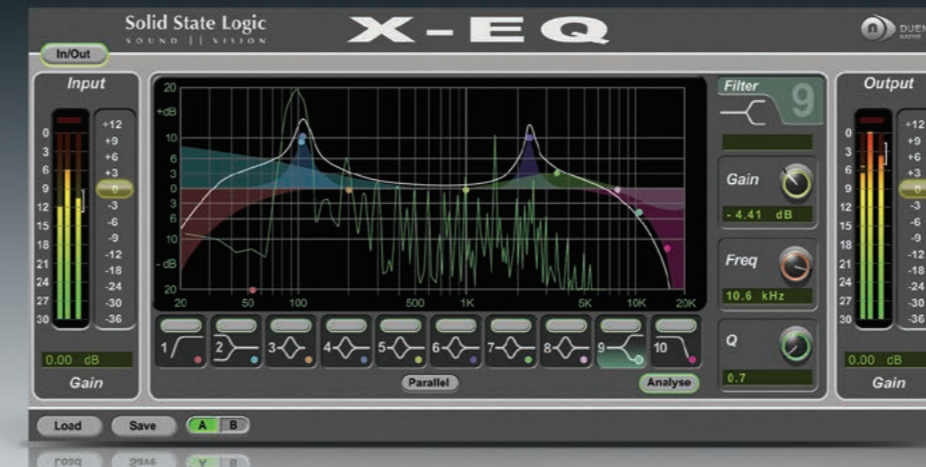 Solid State Logic
SOUND || VISION
X-EQ
n DUEN
In/Out
Input
0
3
6
9
12
15
18
21
24
27
30
+12
+9
+6
+3
0
-3
-6
-9
-12
-18
-24
-30
-36
0.00 dB
Gain
20
+dB
10
6
3
0
3
6
10
- dB
20
20 50 100 500 1K 5K 10K 20K
1 2 3 4 5 6 7 8 9 10
Parallel Analyse
Filter 9
Gain
-4.41 dB
Freq
10.6 kHz
Q
0.7
Output
0
3
6
9
12
15
18
21
24
27
30
+12
+9
+6
+3
0
-3
-6
-9
-12
-18
-24
-30
-36
0.00 dB
Gain
Load Save A B